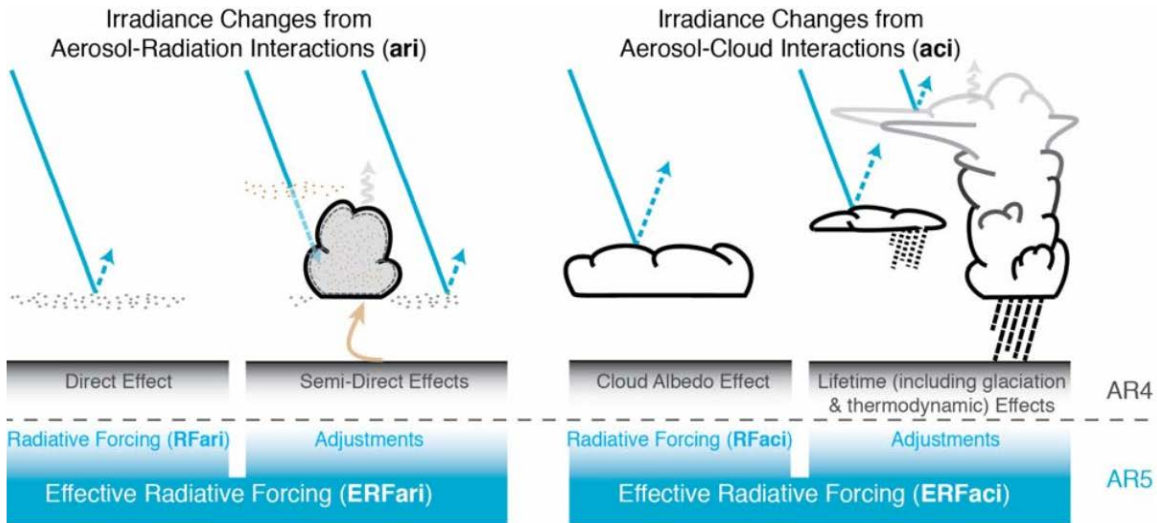 Irradiance Changes from
Aerosol-Radiation Interactions (ari)
Irradiance Changes from
Aerosol-Cloud Interactions (aci)
Direct Effect
Semi-Direct Effects
Cloud Albedo Effect
Lifetime (including glaciation
& thermodynamic) Effects
AR4
Radiative Forcing (RFari)
Adjustments
Radiative Forcing (RFaci)
Adjustments
Effective Radiative Forcing (ERFari)
Effective Radiative Forcing (ERFaci)
AR5